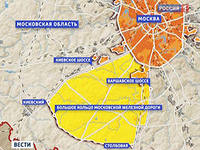 МОСКОВСКАЯ ОБЛАСТЬ
МОСКВА
РОССИЯ
КИЕВСКОЕ ШОССЕ
ВАРШАВСКОЕ ШОССЕ
КИЕВСКИЙ
БОЛЬШОЕ КОЛЬЦО МОСКОВСКОЙ ЖЕЛЕЗНОЙ ДОРОГИ
ВЕСТИ
СТОЛБОВАЯ